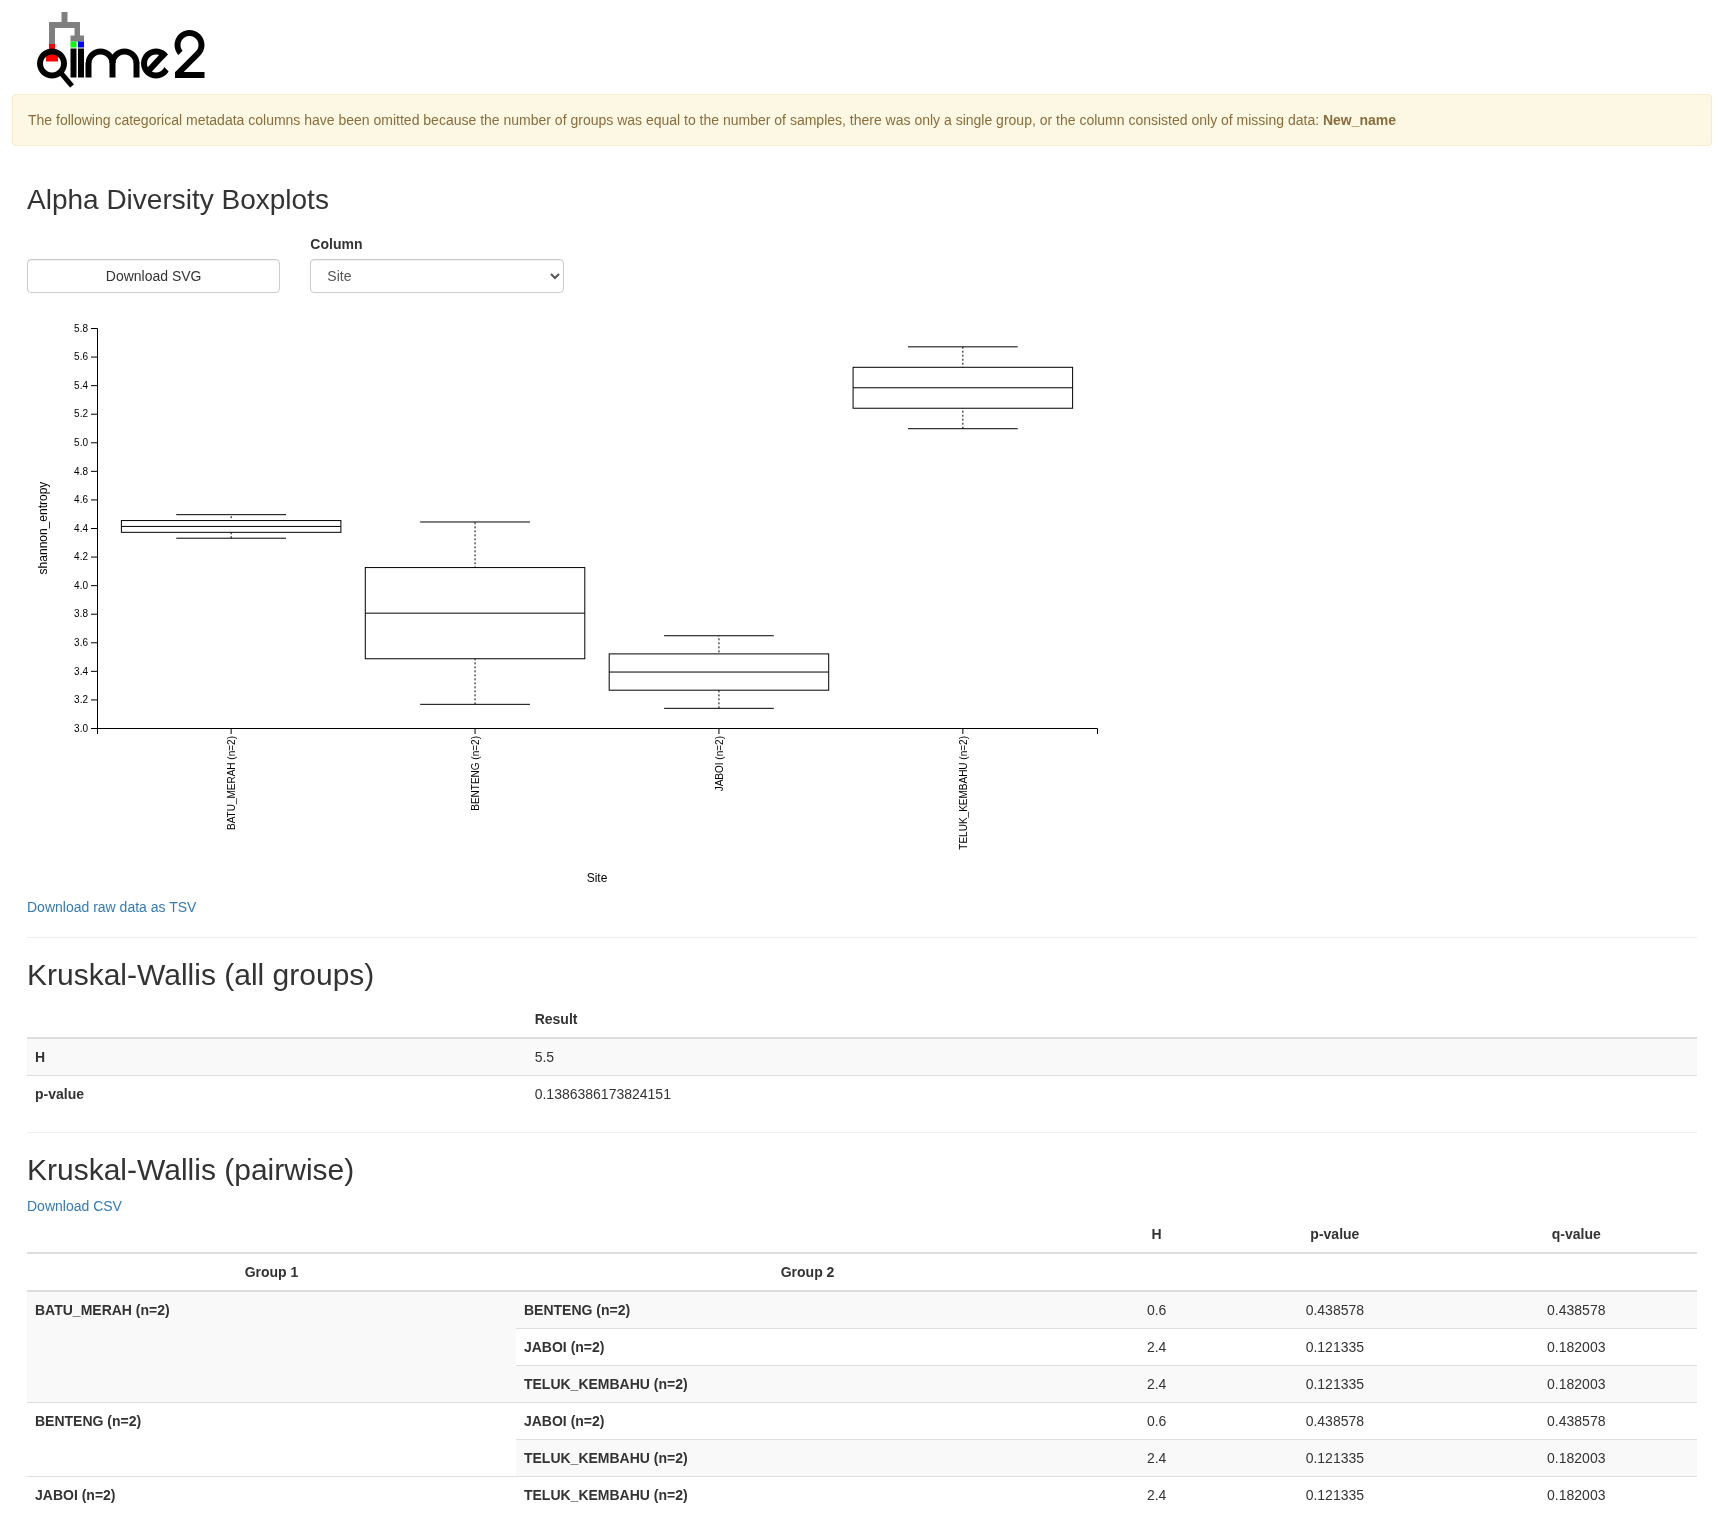 qiime2
The following categorical metadata columns have been omitted because the number of groups was equal to the number of samples, there was only a single group, or the column consisted only of missing data: New_name
Alpha Diversity Boxplots
Column
Download SVG
Site
5.8
5.6
5.4
5.2
5.0
4.8
4.6
4.4
4.2
4.0
3.8
3.6
3.4
3.2
3.0
shannon_entropy
BATU_MERAH (n=2)
BENTENG (n=2)
JABOI (n=2)
TELUK_KEMBAHU (n=2)
Site
Download raw data as TSV
Kruskal-Wallis (all groups)
Result
H 5.5
p-value 0.1386386173824151
Kruskal-Wallis (pairwise)
Download CSV
H p-value q-value
Group 1 Group 2
BATU_MERAH (n=2) BENTENG (n=2) 0.6 0.438578 0.438578
JABOI (n=2) 2.4 0.121335 0.182003
TELUK_KEMBAHU (n=2) 2.4 0.121335 0.182003
BENTENG (n=2) JABOI (n=2) 0.6 0.438578 0.438578
TELUK_KEMBAHU (n=2) 2.4 0.121335 0.182003
JABOI (n=2) TELUK_KEMBAHU (n=2) 2.4 0.121335 0.182003